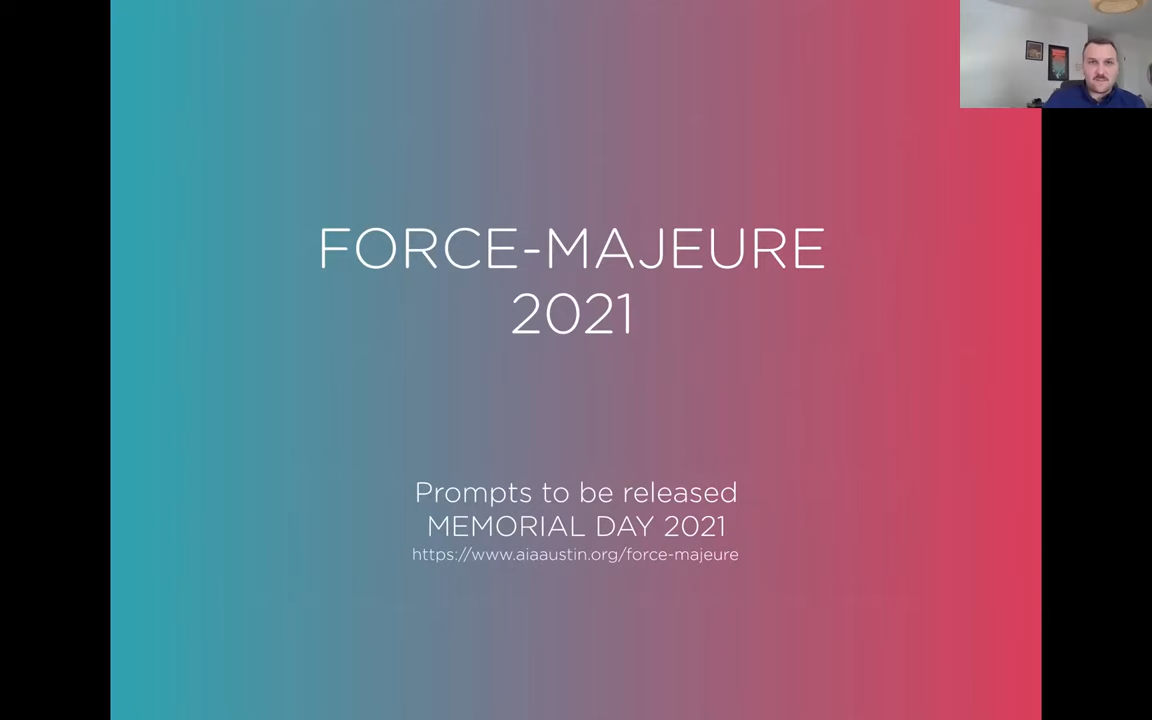 FORCE-MAJEURE
2021
Prompts to be released
MEMORIAL DAY 2021
https://www.aiaaustin.org/force-majeure